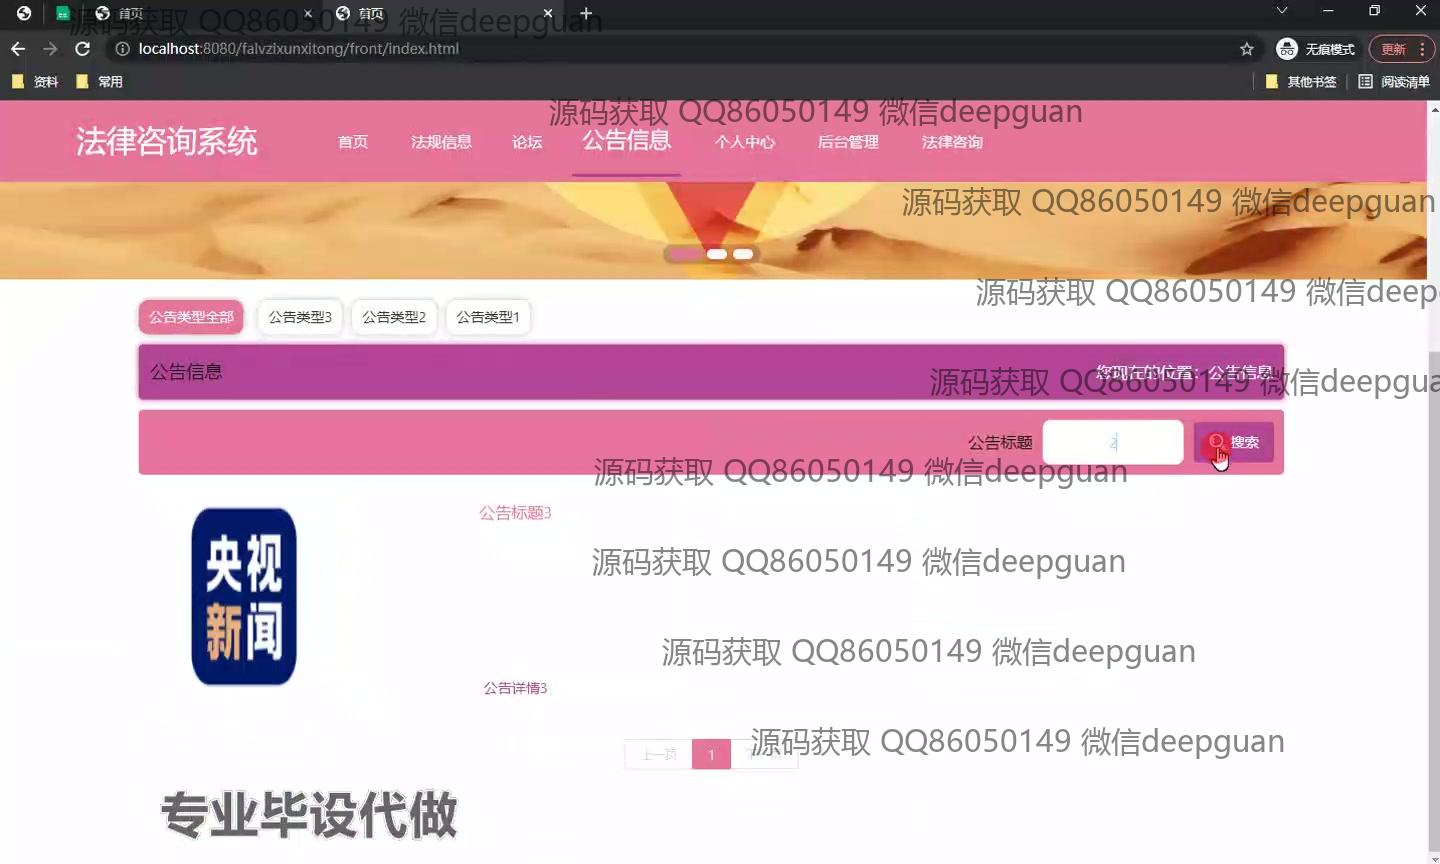 首页
首页
源码获取 QQ86050149 微信deepguan
localhost:8080/falvzixunxitong/front/index.html
无痕模式
更新
资料
常用
其他书签
阅读清单
源码获取 QQ86050149 微信deepguan
法律咨询系统
首页
法规信息
论坛
公告信息
个人中心
后台管理
法律咨询
源码获取 QQ86050149 微信deepguan
源码获取 QQ86050149 微信deep
公告类型全部
公告类型3
公告类型2
公告类型1
公告信息
您现在的位置：公告信息
源码获取 QQ86050149 微信deepgua
公告标题
2
搜索
源码获取 QQ86050149 微信deepguan
央视
新闻
公告标题3
源码获取 QQ86050149 微信deepguan
源码获取 QQ86050149 微信deepguan
公告详情3
上一页
1
源码获取 QQ86050149 微信deepguan
专业毕设代做